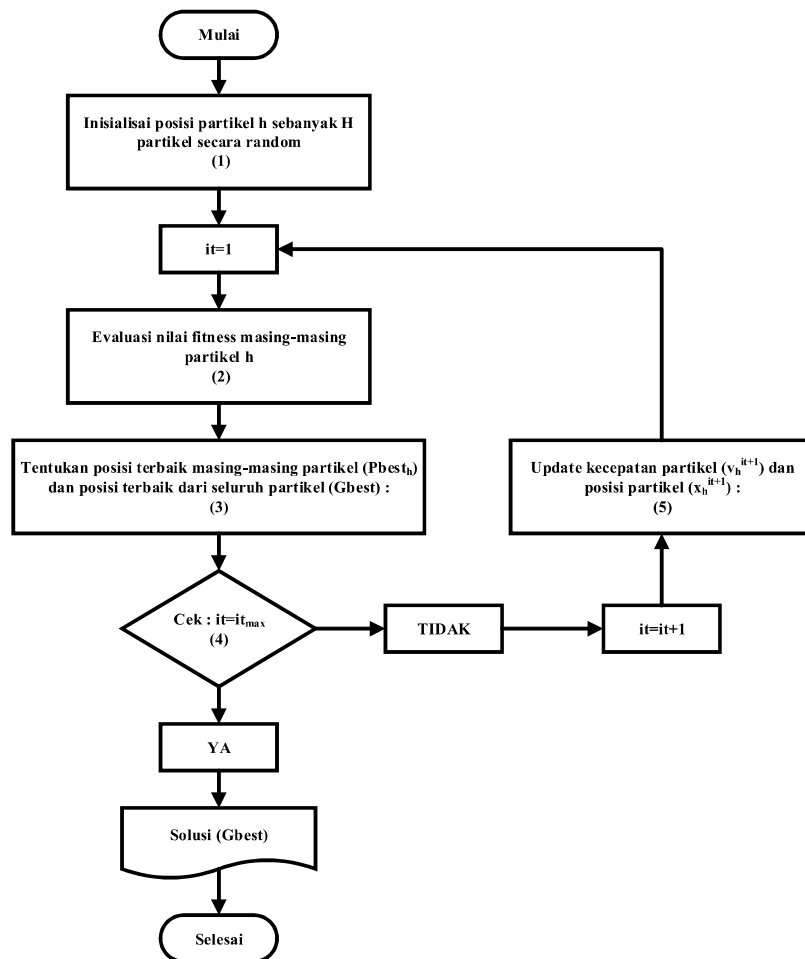 Mulai
Inisialisai posisi partikel h sebanyak H
partikel secara random
(1)
it=1
Evaluasi nilai fitness masing-masing
partikel h
(2)
Tentukan posisi terbaik masing-masing partikel (Pbestₕ)
dan posisi terbaik dari seluruh partikel (Gbest) :
(3)
Update kecepatan partikel (vₕⁱᵗ⁺¹) dan
posisi partikel (xₕⁱᵗ⁺¹) :
(5)
Cek : it=itₘₐₓ
(4)
TIDAK
it=it+1
YA
Solusi (Gbest)
Selesai